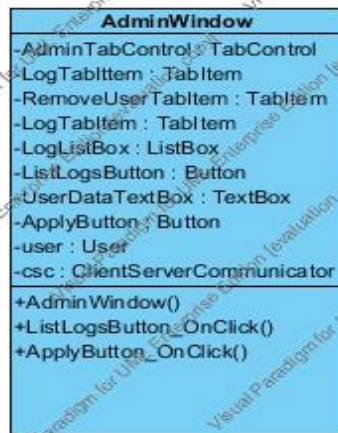 AdminWindow
-AdminTabControl : TabControl
-LogTabIttem : TabItem
-RemoveUserTabItem : TabItem
-LogTabItem : TabItem
-LogListBox : ListBox
-ListLogsButton : Button
-UserDataTextBox : TextBox
-ApplyButton : Button
-user : User
-csc : ClientServerCommunicator
+AdminWindow()
+ListLogsButton_OnClick()
+ApplyButton_OnClick()